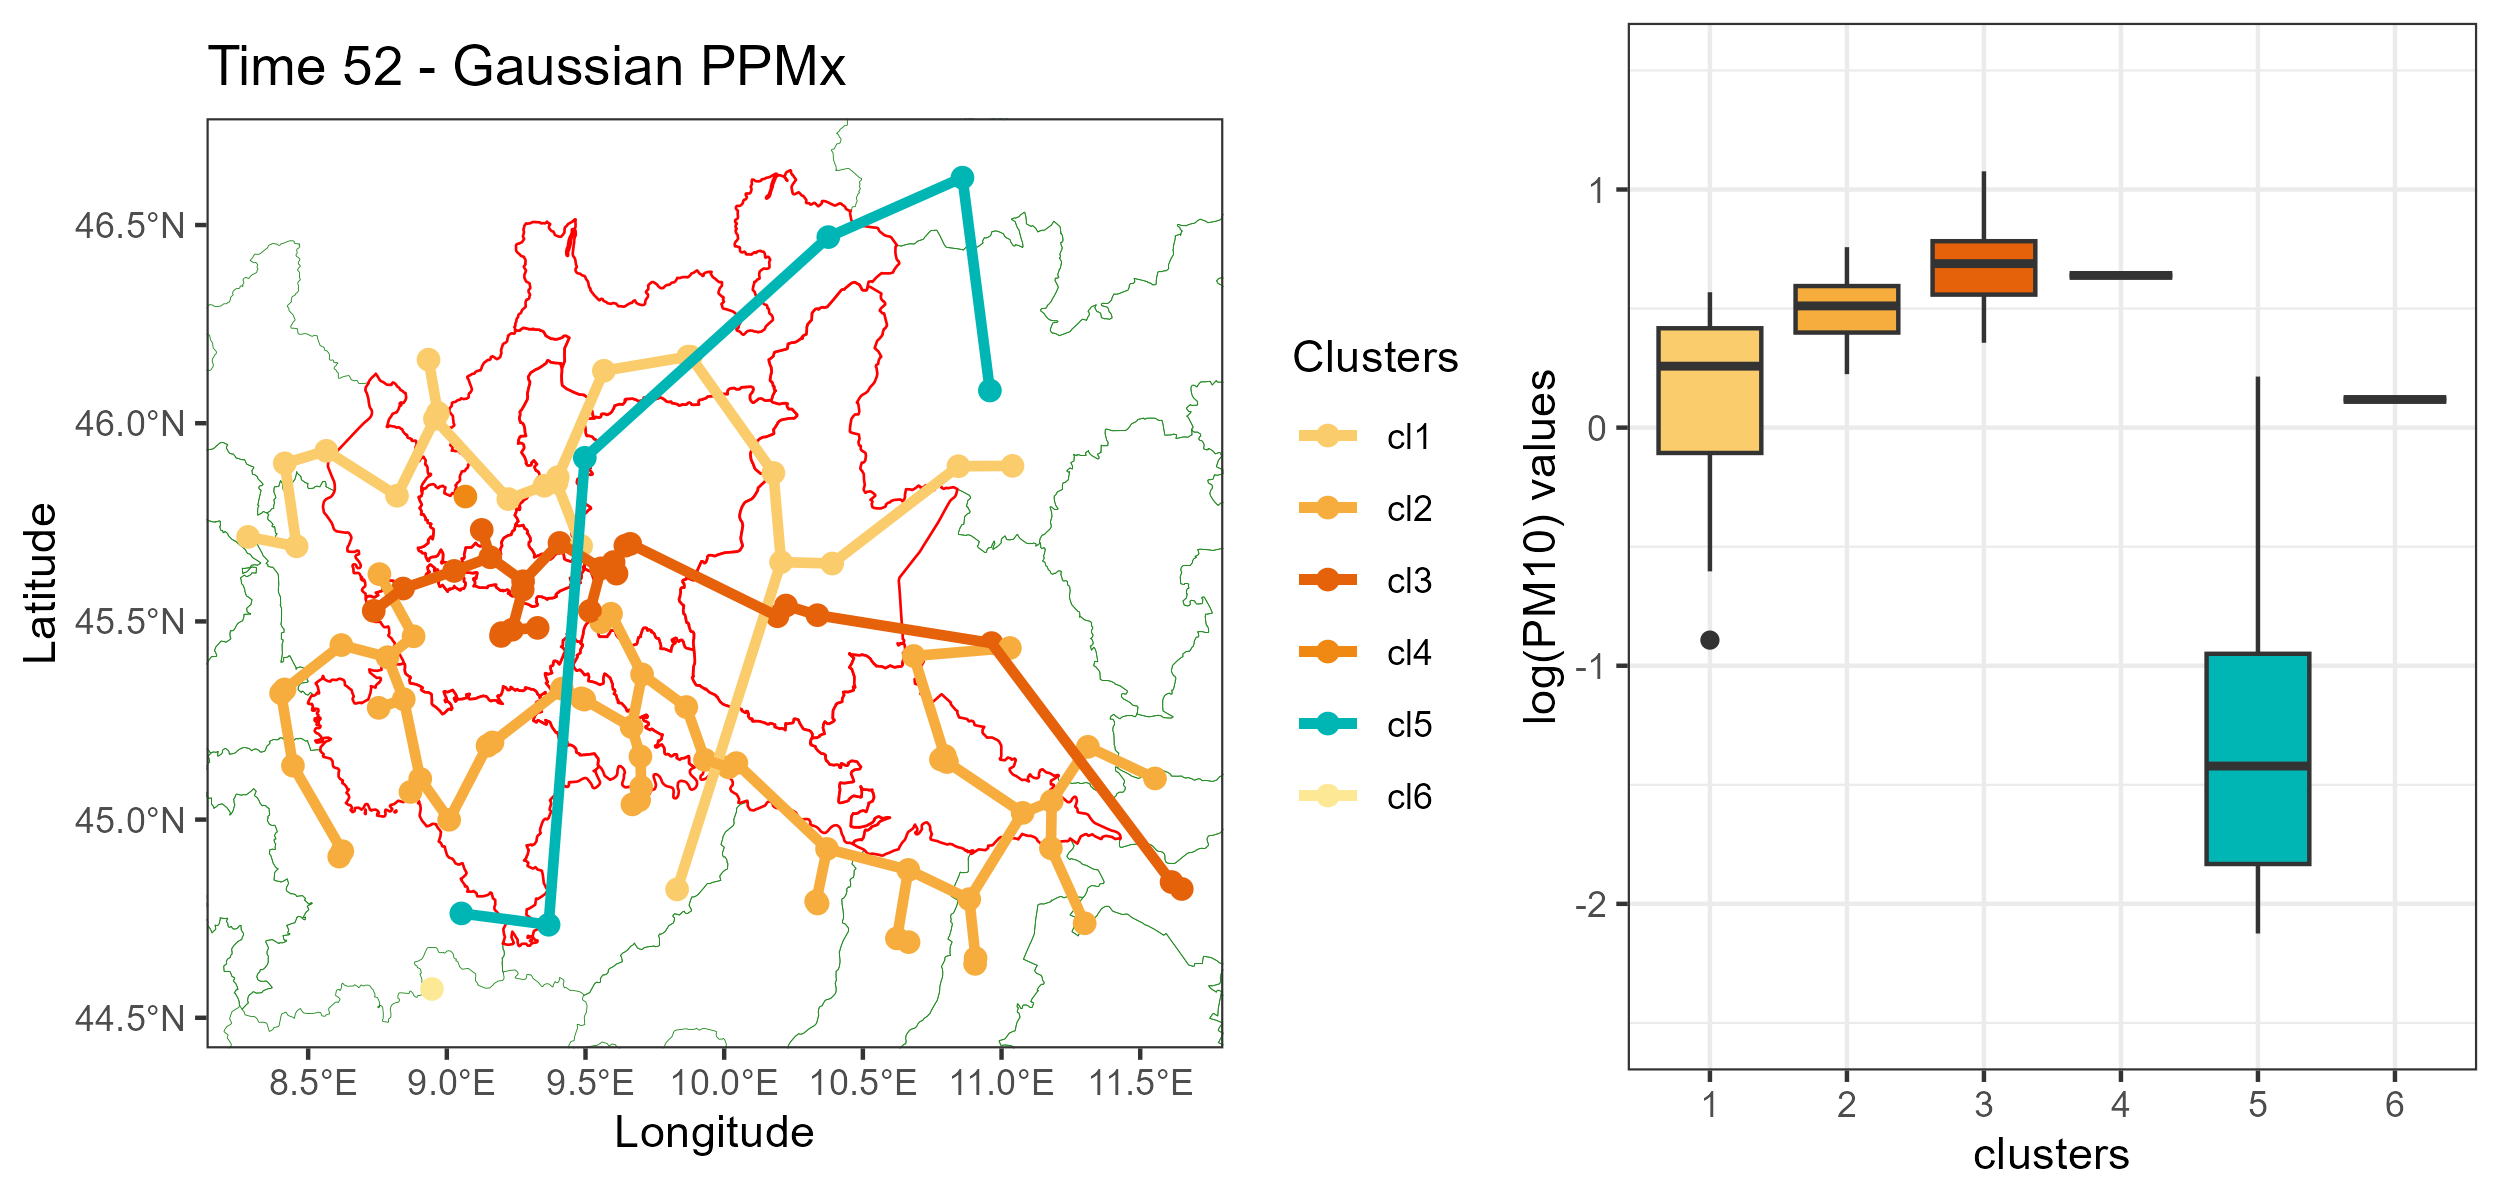 Time 52 - Gaussian PPMx
Latitude
46.5°N
46.0°N
45.5°N
45.0°N
44.5°N
8.5°E 9.0°E 9.5°E 10.0°E 10.5°E 11.0°E 11.5°E
Longitude
Clusters
cl1
cl2
cl3
cl4
cl5
cl6
log(PM10) values
1
0
-1
-2
1 2 3 4 5 6
clusters